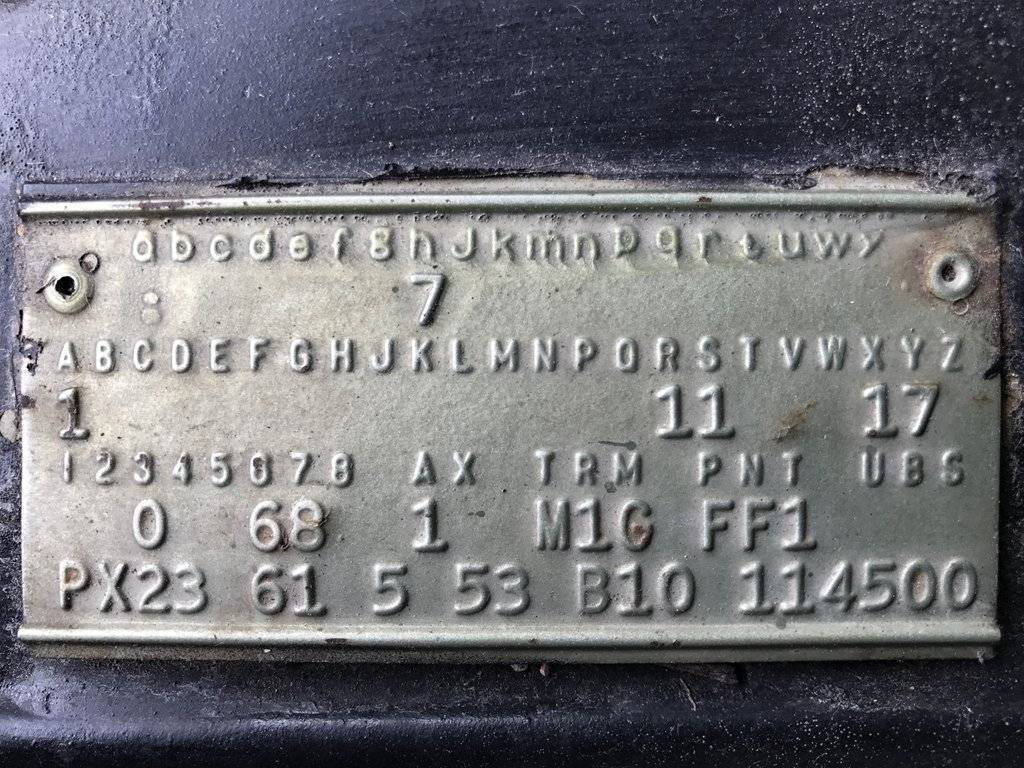 abcdefghJkmnpqrtuwy
7
ABCDEFGHJKLMNPQRSTVWXYZ
1 11 17
12345678 AX TRM PNT UBS
0 68 1 M1G FF1
PX23 61 5 53 B10 114500